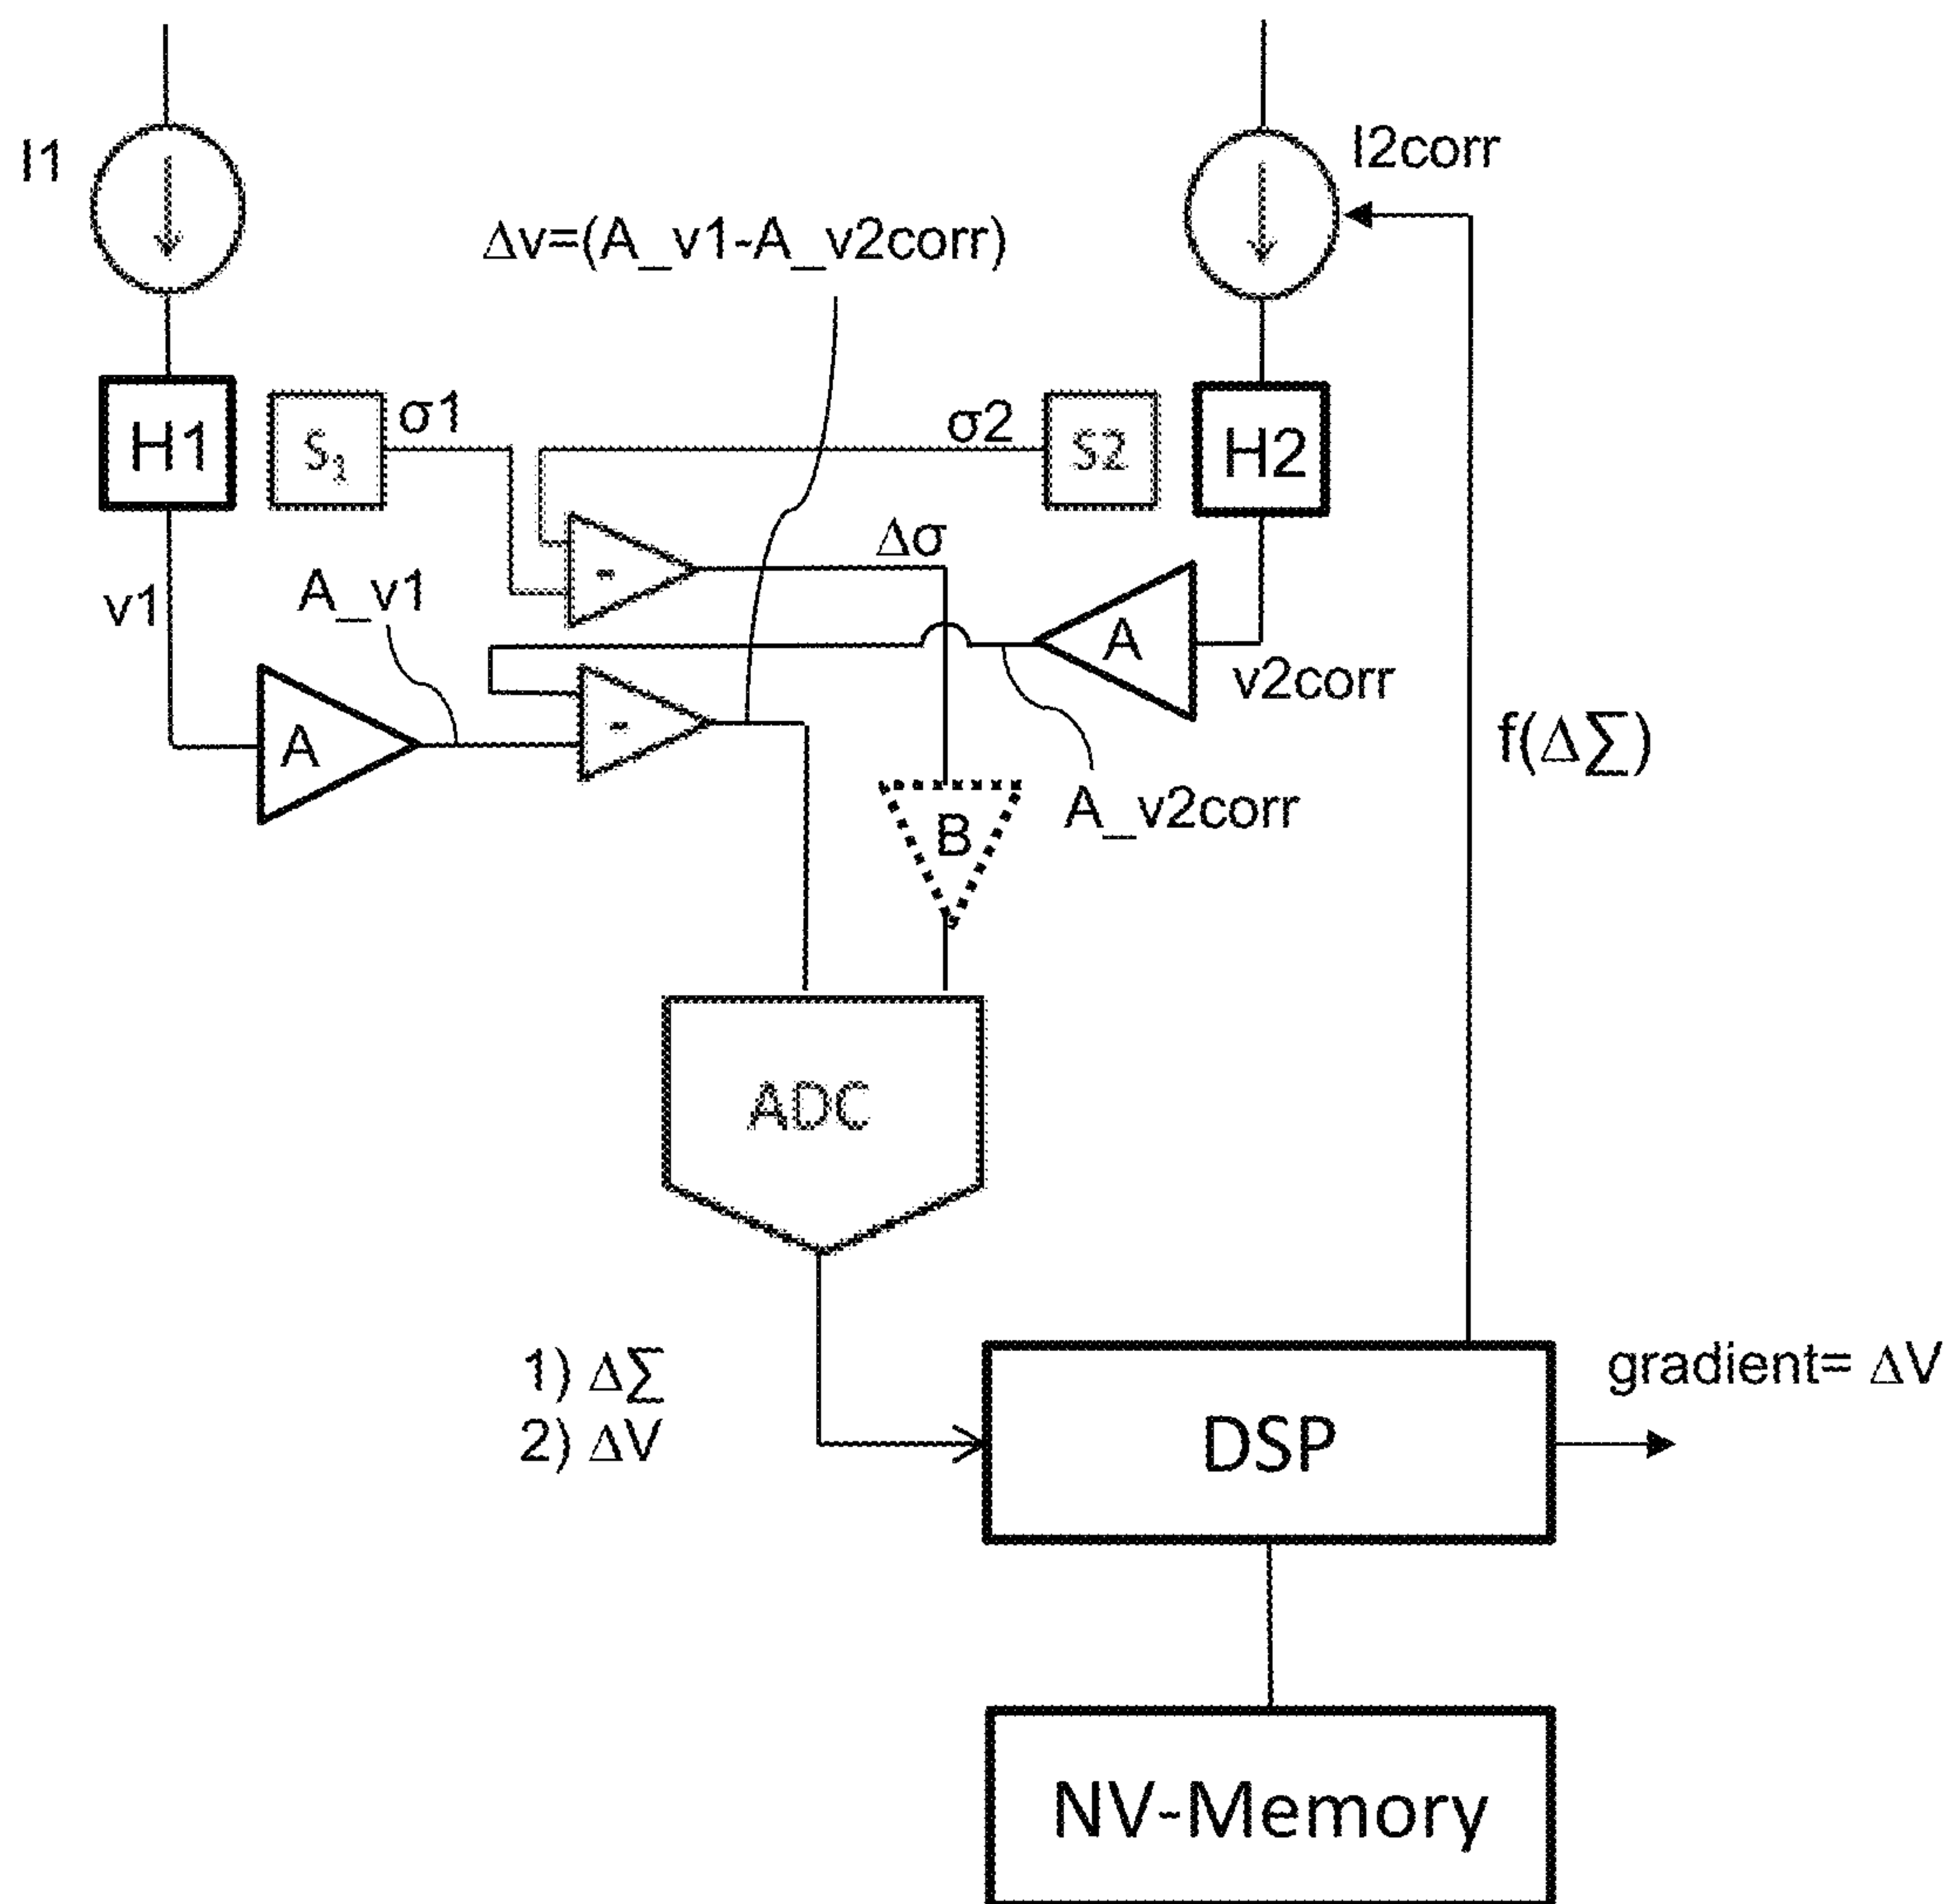 I1
I2corr
Δv=(A_v1-A_v2corr)
H1
S₁
σ1
σ2
S2
H2
-
Δσ
v1
A_v1
A
v2corr
A
-
f(Δ∑)
B
A_v2corr
ADC
1) Δ∑
2) ΔV
DSP
gradient= ΔV
NV-Memory